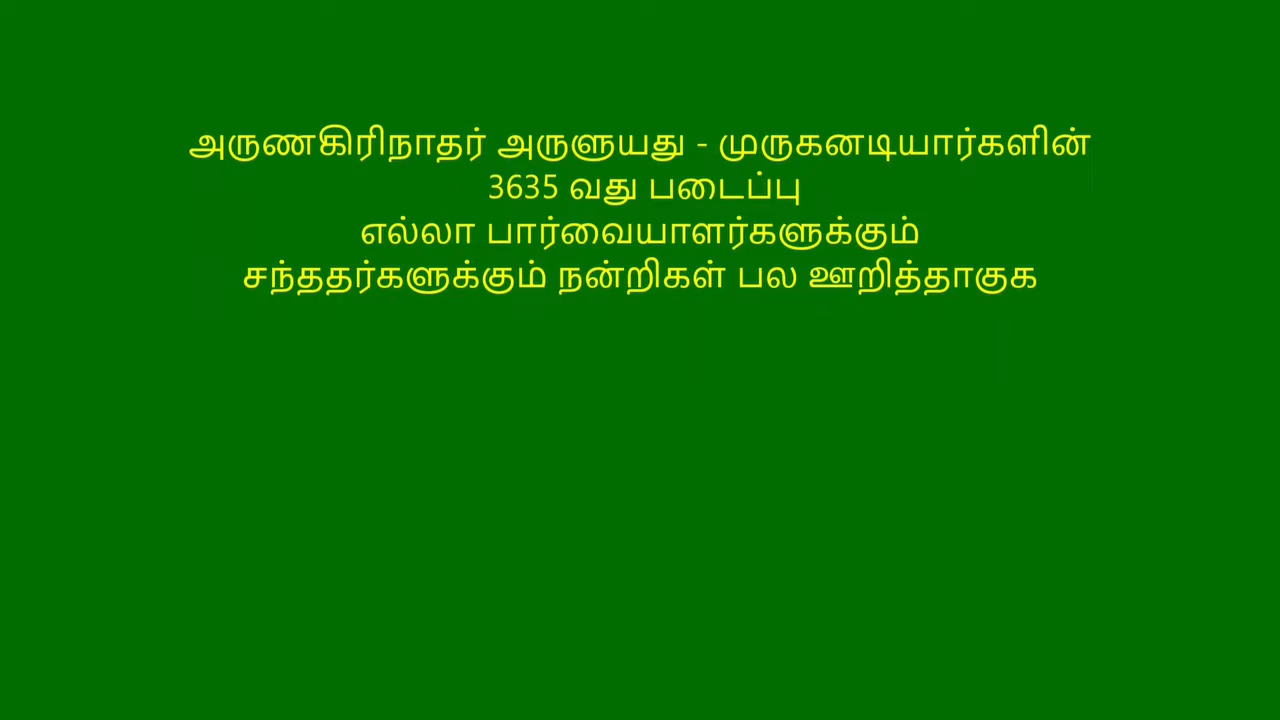 அருணகிரிநாதர் அருளுயது - முருகனடியார்களின்
3635 வது படைப்பு
எல்லா பார்வையாளர்களுக்கும்
சந்ததர்களுக்கும் நன்றிகள் பல ஊறித்தாகுக